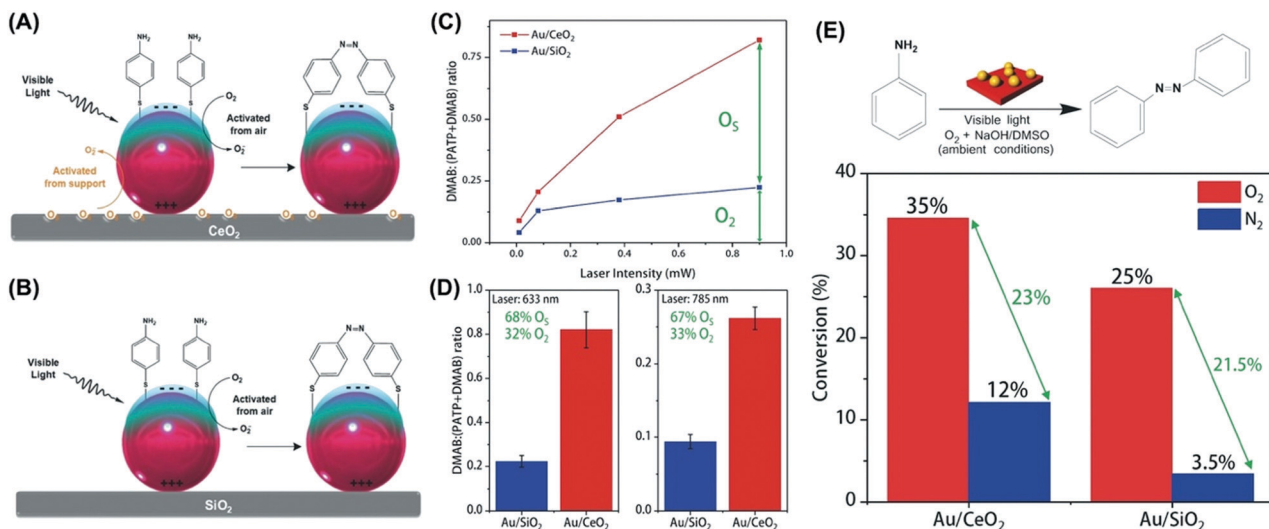 (A)
NH₂ NH₂
N=N
Visible
Light
O₂
Activated
from air
O₂⁻
S S
S S
O₂⁻
Activated
from support
- - -
- - -
+++
+++
O O O O O O O O
CeO₂
(B)
NH₂ NH₂
N=N
Visible
Light
O₂
Activated
from air
O₂⁻
S S
S S
- - -
- - -
+++
+++
SiO₂
(C)
DMAB: (PATP+DMAB) ratio
0.75
0.50
0.25
0.00
Au/CeO₂
Au/SiO₂
O_S
O₂
0.0 0.2 0.4 0.6 0.8 1.0
Laser Intensity (mW)
(D)
DMAB:(PATP+DMAB) ratio
1.0
0.8
0.6
0.4
0.2
Laser: 633 nm
68% O_S
32% O₂
Au/SiO₂ Au/CeO₂
0.3
0.2
0.1
0.0
Laser: 785 nm
67% O_S
33% O₂
Au/SiO₂ Au/CeO₂
(E)
NH₂
Visible light
O₂ + NaOH/DMSO
(ambient conditions)
N=N
Conversion (%)
40
30
20
10
0
O₂
N₂
35%
23%
12%
25%
21.5%
3.5%
Au/CeO₂ Au/SiO₂